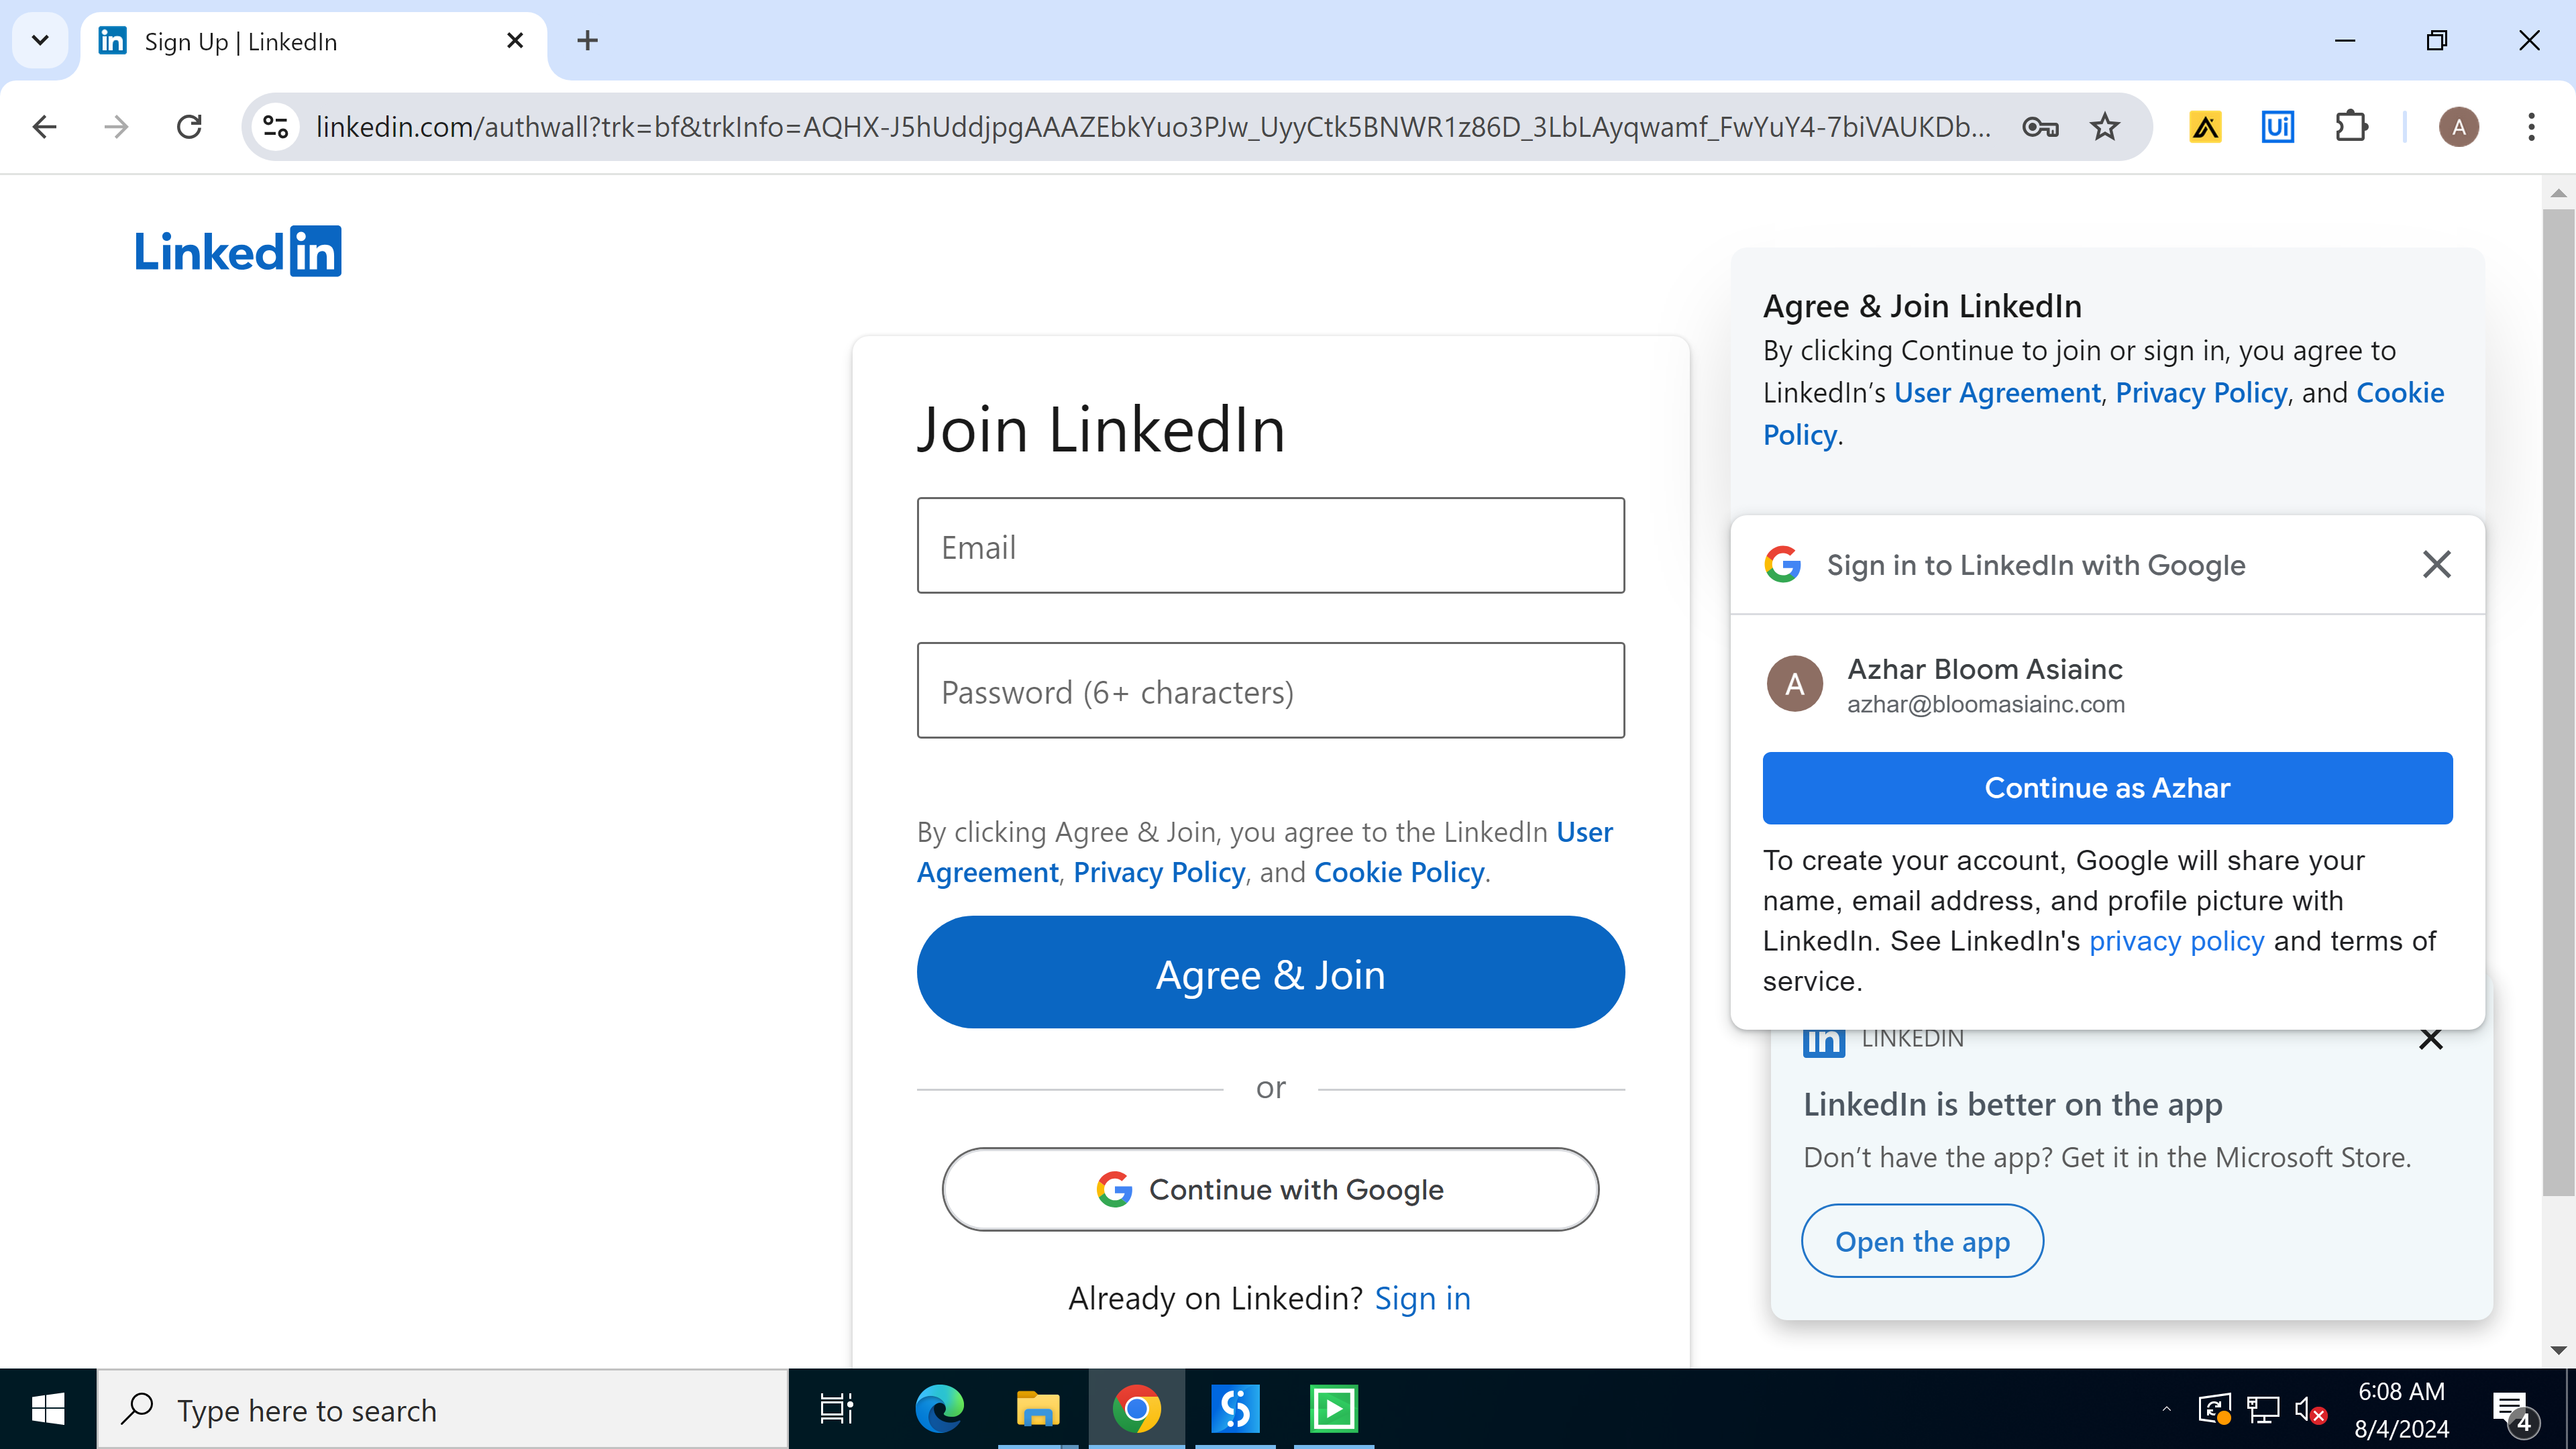 Sign Up | LinkedIn
linkedin.com/authwall?trk=bf&trkInfo=AQHX-J5hUddjpgAAAZEbkYuo3PJw_UyyCtk5BNWR1z86D_3LbLAyqwamf_FwYuY4-7biVAUKDb...
Ui
A
Linked in
Join LinkedIn
Email
Password (6+ characters)
By clicking Agree & Join, you agree to the LinkedIn User
Agreement, Privacy Policy, and Cookie Policy.
Agree & Join
or
Continue with Google
Already on Linkedin? Sign in
Agree & Join LinkedIn
By clicking Continue to join or sign in, you agree to
LinkedIn’s User Agreement, Privacy Policy, and Cookie
Policy.
Sign in to LinkedIn with Google
A
Azhar Bloom Asiainc
azhar@bloomasiainc.com
Continue as Azhar
To create your account, Google will share your
name, email address, and profile picture with
LinkedIn. See LinkedIn's privacy policy and terms of
service.
in LINKEDIN
LinkedIn is better on the app
Don’t have the app? Get it in the Microsoft Store.
Open the app
Type here to search
6:08 AM
8/4/2024
4